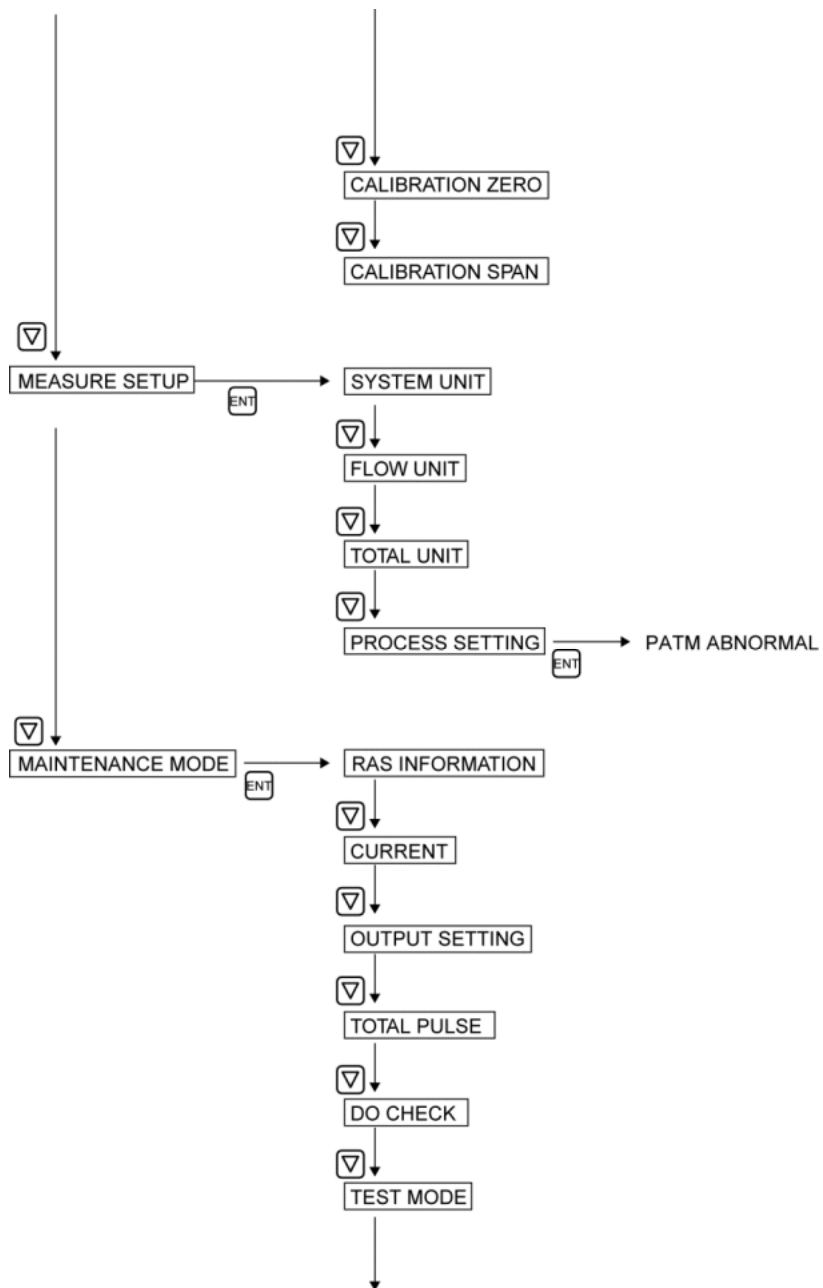 CALIBRATION ZERO
CALIBRATION SPAN
MEASURE SETUP
ENT
SYSTEM UNIT
FLOW UNIT
TOTAL UNIT
PROCESS SETTING
ENT
PATM ABNORMAL
MAINTENANCE MODE
ENT
RAS INFORMATION
CURRENT
OUTPUT SETTING
TOTAL PULSE
DO CHECK
TEST MODE